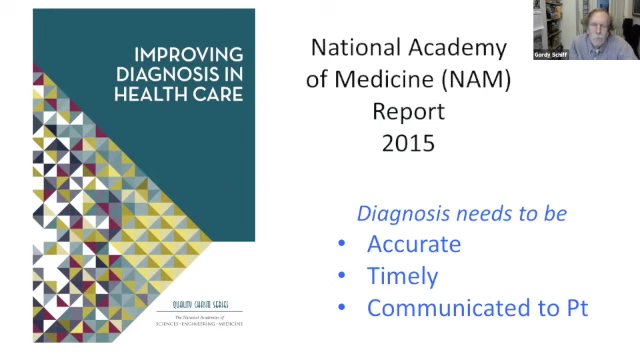 IMPROVING
DIAGNOSIS IN
HEALTH CARE
QUALITY CHASM SERIES
The National Academies of
SCIENCES • ENGINEERING • MEDICINE
National Academy
of Medicine (NAM)
Report
2015
Diagnosis needs to be
• Accurate
• Timely
• Communicated to Pt
Gordy Schiff